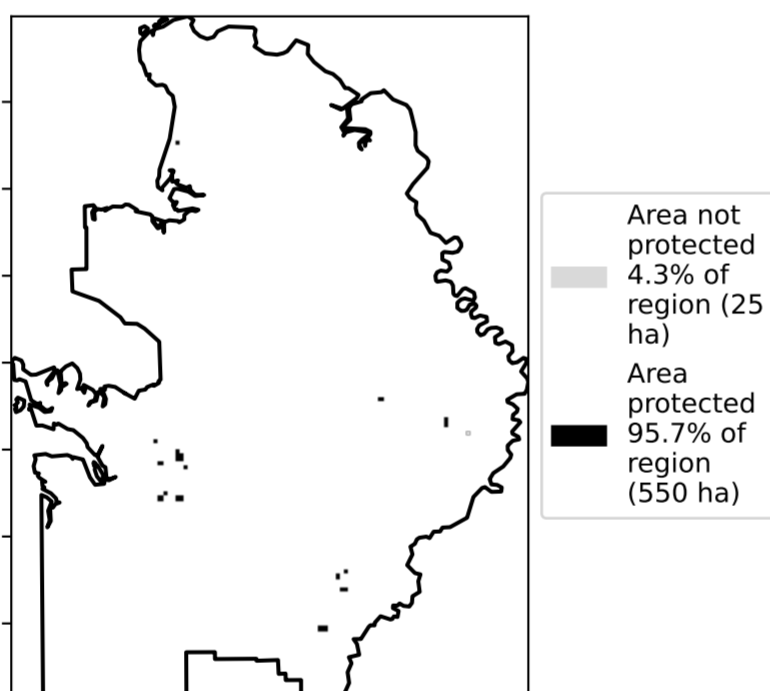 Area not
protected
4.3% of
region (25
ha)
Area
protected
95.7% of
region
(550 ha)